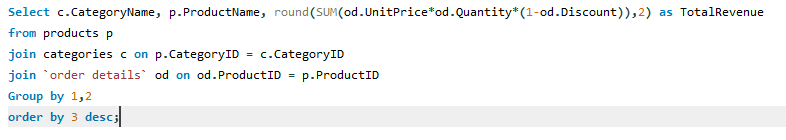 Select c.CategoryName, p.ProductName, round(SUM(od.UnitPrice*od.Quantity*(1-od.Discount)),2) as TotalRevenue
from products p
join categories c on p.CategoryID = c.CategoryID
join `order details` od on od.ProductID = p.ProductID
Group by 1,2
order by 3 desc;